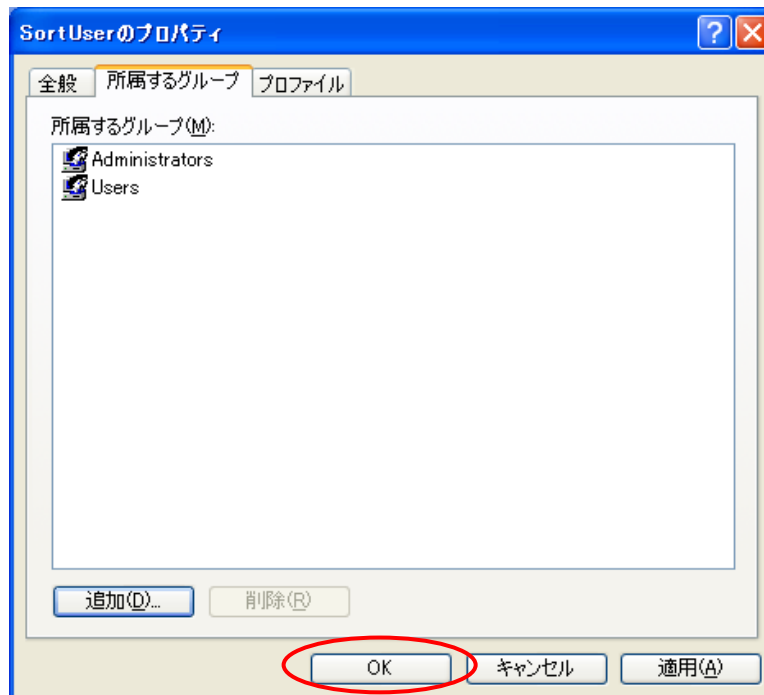 SortUserのプロパティ
全般 所属するグループ プロファイル
所属するグループ(M):
Administrators
Users
追加(D)... 削除(R)
OK キャンセル 適用(A)